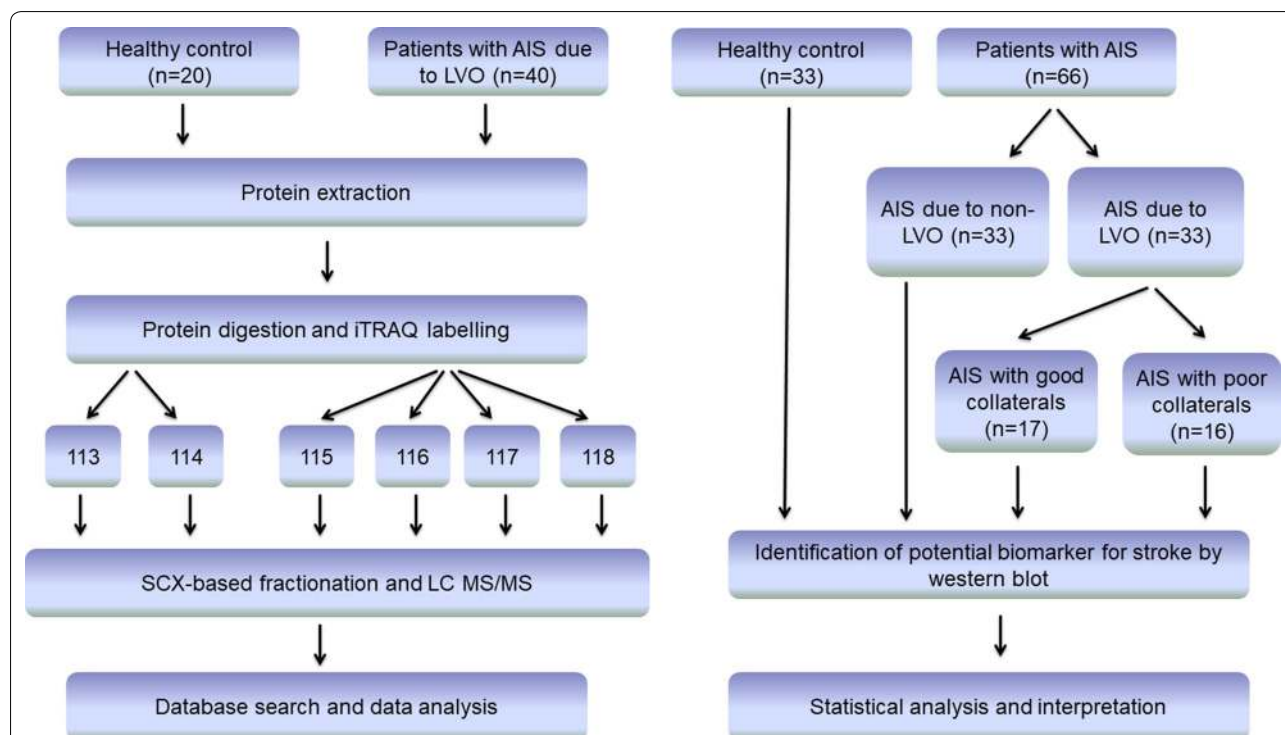 Healthy control
(n=20)
Patients with AIS due
to LVO (n=40)
Protein extraction
Protein digestion and iTRAQ labelling
113
114
115
116
117
118
SCX-based fractionation and LC MS/MS
Database search and data analysis
Healthy control
(n=33)
Patients with AIS
(n=66)
AIS due to non-
LVO (n=33)
AIS due to
LVO (n=33)
AIS with good
collaterals
(n=17)
AIS with poor
collaterals
(n=16)
Identification of potential biomarker for stroke by
western blot
Statistical analysis and interpretation